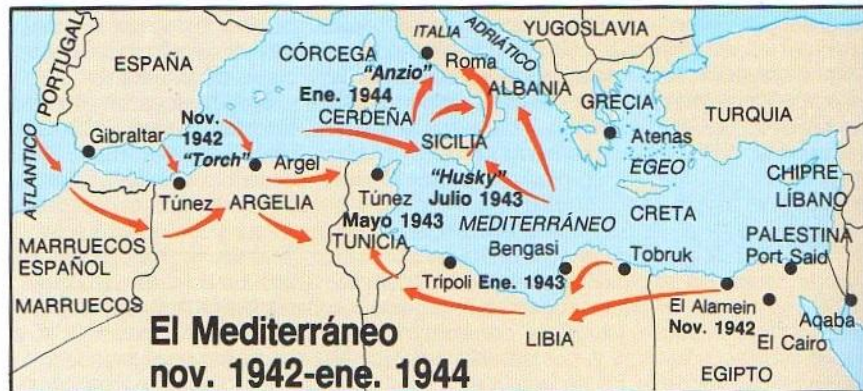 PORTUGAL
ESPAÑA
CÓRCEGA
ITALIA
ADRIÁTICO
YUGOSLAVIA
Roma
"Anzio"
Ene. 1944
ALBANIA
CERDEÑA
GRECIA
TURQUIA
Nov.
1942
"Torch"
Gibraltar
ATLANTICO
Argel
SICILIA
Atenas
EGEO
CHIPRE
LÍBANO
Túnez
ARGELIA
Túnez
Mayo 1943
"Husky"
Julio 1943
MEDITERRÁNEO
CRETA
PALESTINA
Port Said
MARRUECOS
ESPAÑOL
TUNICIA
Bengasi
Tobruk
MARRUECOS
Trípoli
Ene. 1943
El Alamein
Nov. 1942
El Cairo
Aqaba
LIBIA
EGIPTO
El Mediterráneo
nov. 1942-ene. 1944